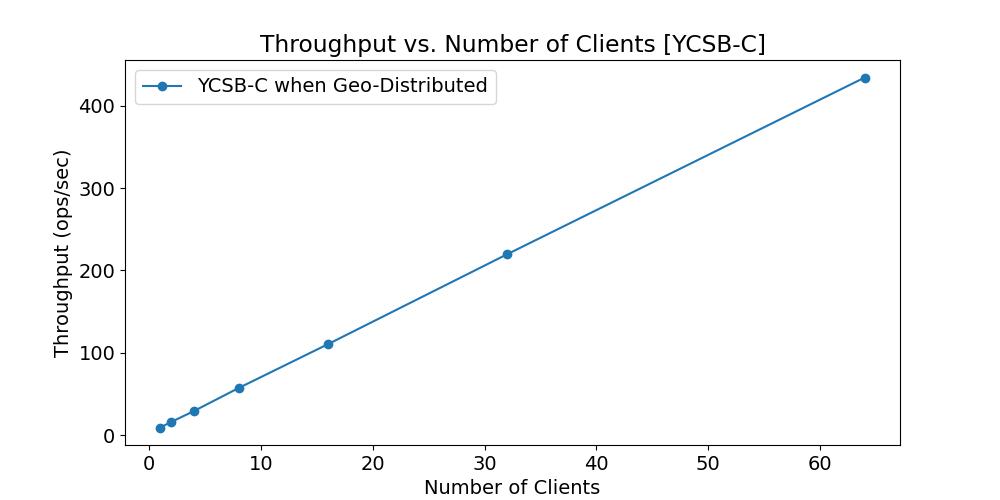 Throughput vs. Number of Clients [YCSB-C]
YCSB-C when Geo-Distributed
Throughput (ops/sec)
400
300
200
100
0
0 10 20 30 40 50 60
Number of Clients